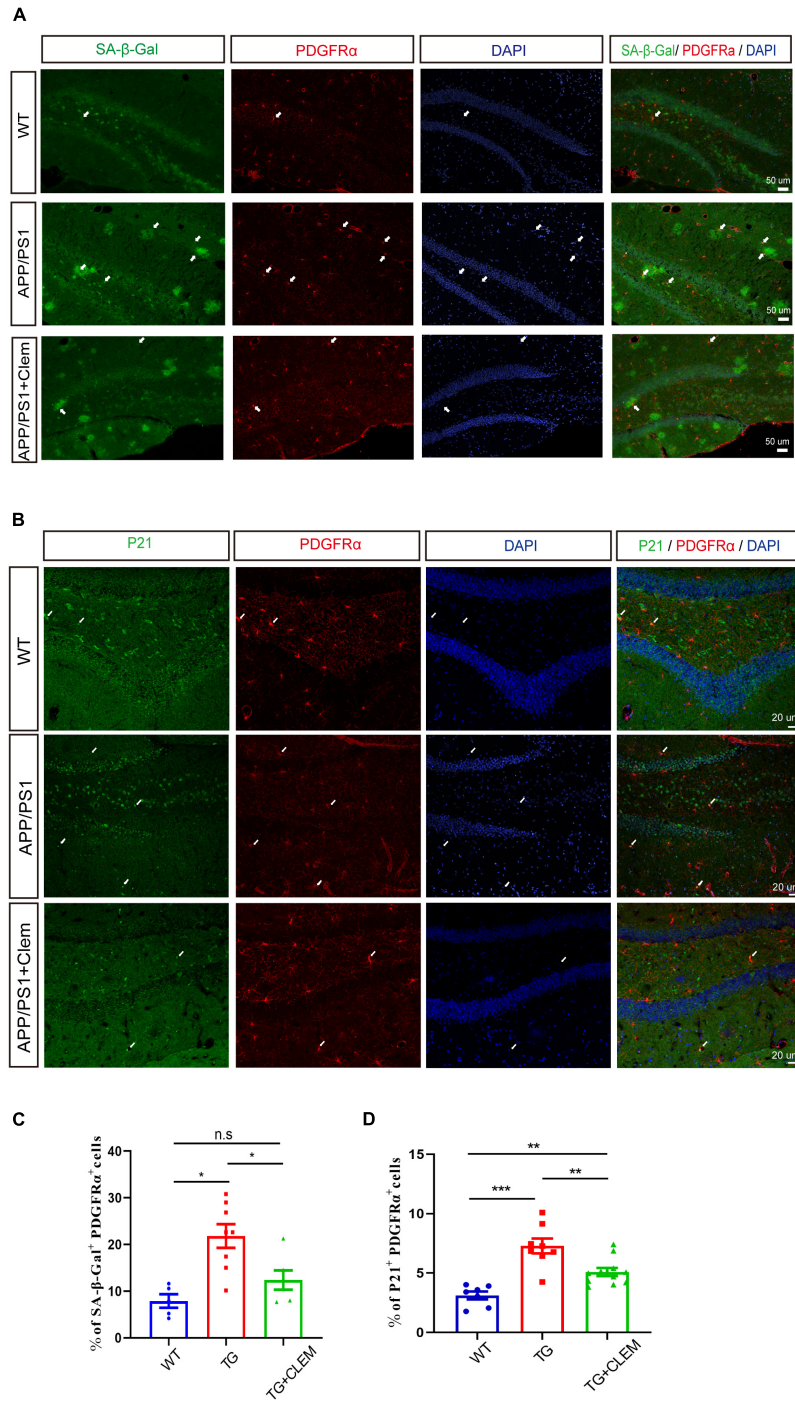 A
SA-β-Gal
PDGFRα
DAPI
SA-β-Gal/ PDGFRa / DAPI
WT
50 um
APP/PS1
50 um
APP/PS1+Clem
50 um
B
P21
PDGFRα
DAPI
P21 / PDGFRα / DAPI
WT
20 um
APP/PS1
20 um
APP/PS1+Clem
20 um
C
% of SA-β-Gal⁺ PDGFRα⁺cells
40
30
20
10
0
n.s
*
*
WT
TG
TG+CLEM
D
% of P21⁺ PDGFRα⁺cells
15
10
5
0
**
***
**
WT
TG
TG+CLEM